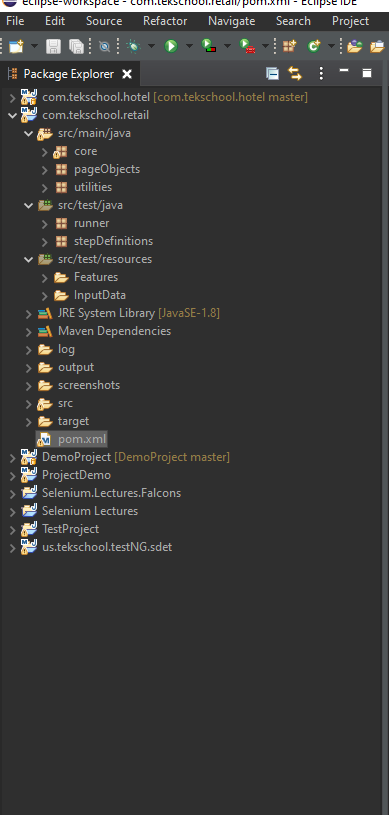 eclipse-workspace - com.tekschool.retail/pom.xml - Eclipse IDE
File Edit Source Refactor Navigate Search Project
Package Explorer
com.tekschool.hotel [com.tekschool.hotel master]
com.tekschool.retail
src/main/java
core
pageObjects
utilities
src/test/java
runner
stepDefinitions
src/test/resources
Features
InputData
JRE System Library [JavaSE-1.8]
Maven Dependencies
log
output
screenshots
src
target
pom.xml
DemoProject [DemoProject master]
ProjectDemo
Selenium.Lectures.Falcons
Selenium Lectures
TestProject
us.tekschool.testNG.sdet